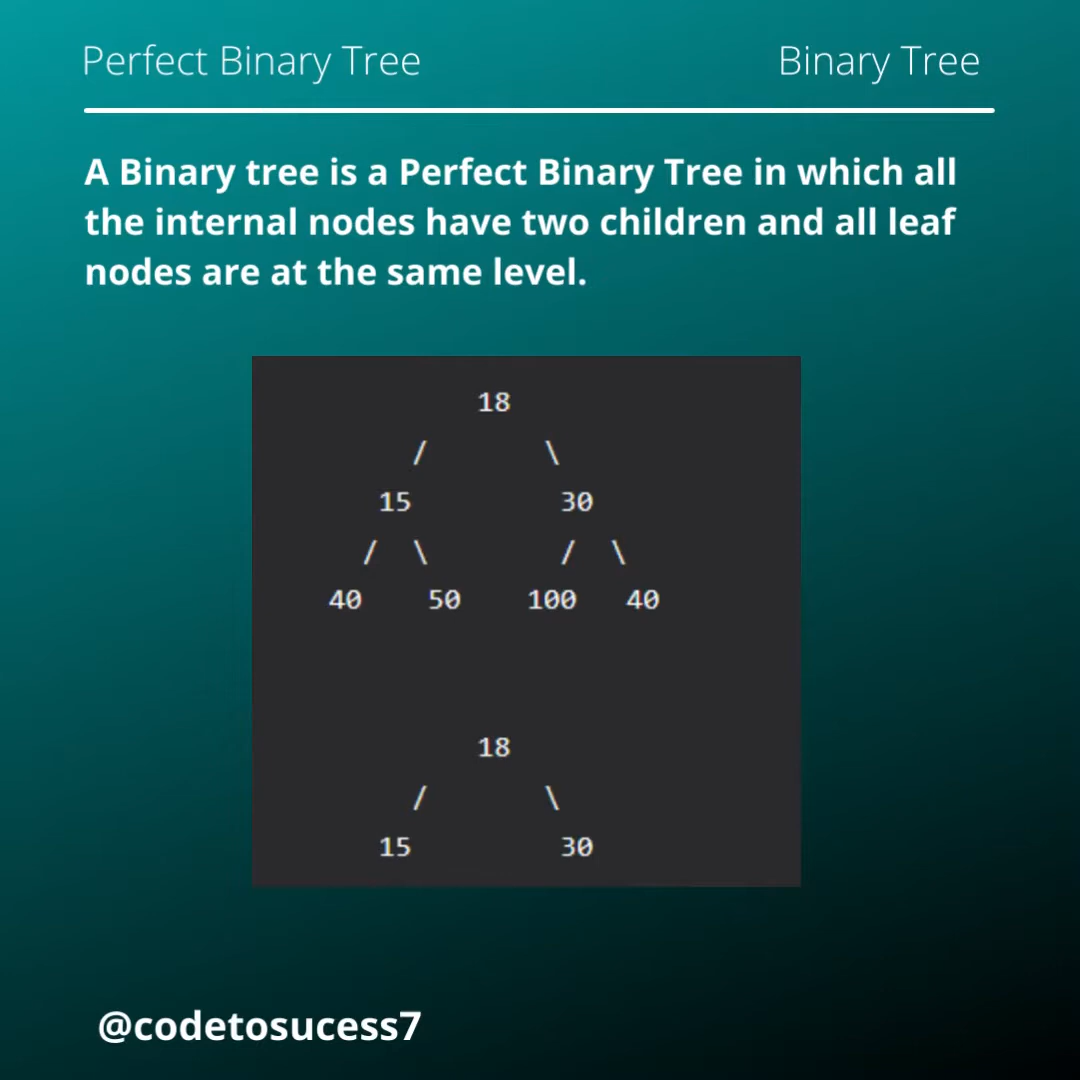 Perfect Binary Tree Binary Tree
A Binary tree is a Perfect Binary Tree in which all
the internal nodes have two children and all leaf
nodes are at the same level.
18
/ \
15 30
/ \ / \
40 50 100 40
18
/ \
15 30
@codetosucess7